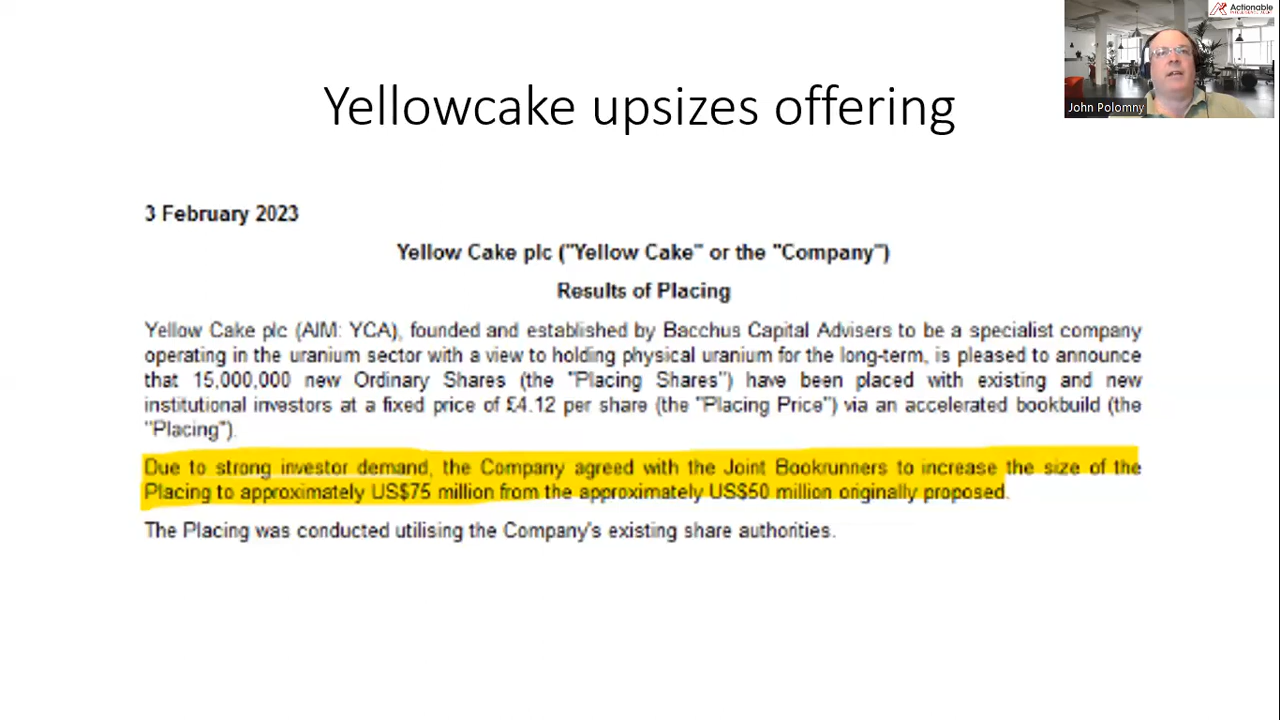 Actionable
John Polomny
Yellowcake upsizes offering
3 February 2023
Yellow Cake plc ("Yellow Cake" or the "Company")
Results of Placing
Yellow Cake plc (AIM: YCA), founded and established by Bacchus Capital Advisers to be a specialist company
operating in the uranium sector with a view to holding physical uranium for the long-term, is pleased to announce
that 15,000,000 new Ordinary Shares (the "Placing Shares") have been placed with existing and new
institutional investors at a fixed price of £4.12 per share (the "Placing Price") via an accelerated bookbuild (the
"Placing").
Due to strong investor demand, the Company agreed with the Joint Bookrunners to increase the size of the
Placing to approximately US$75 million from the approximately US$50 million originally proposed.
The Placing was conducted utilising the Company's existing share authorities.